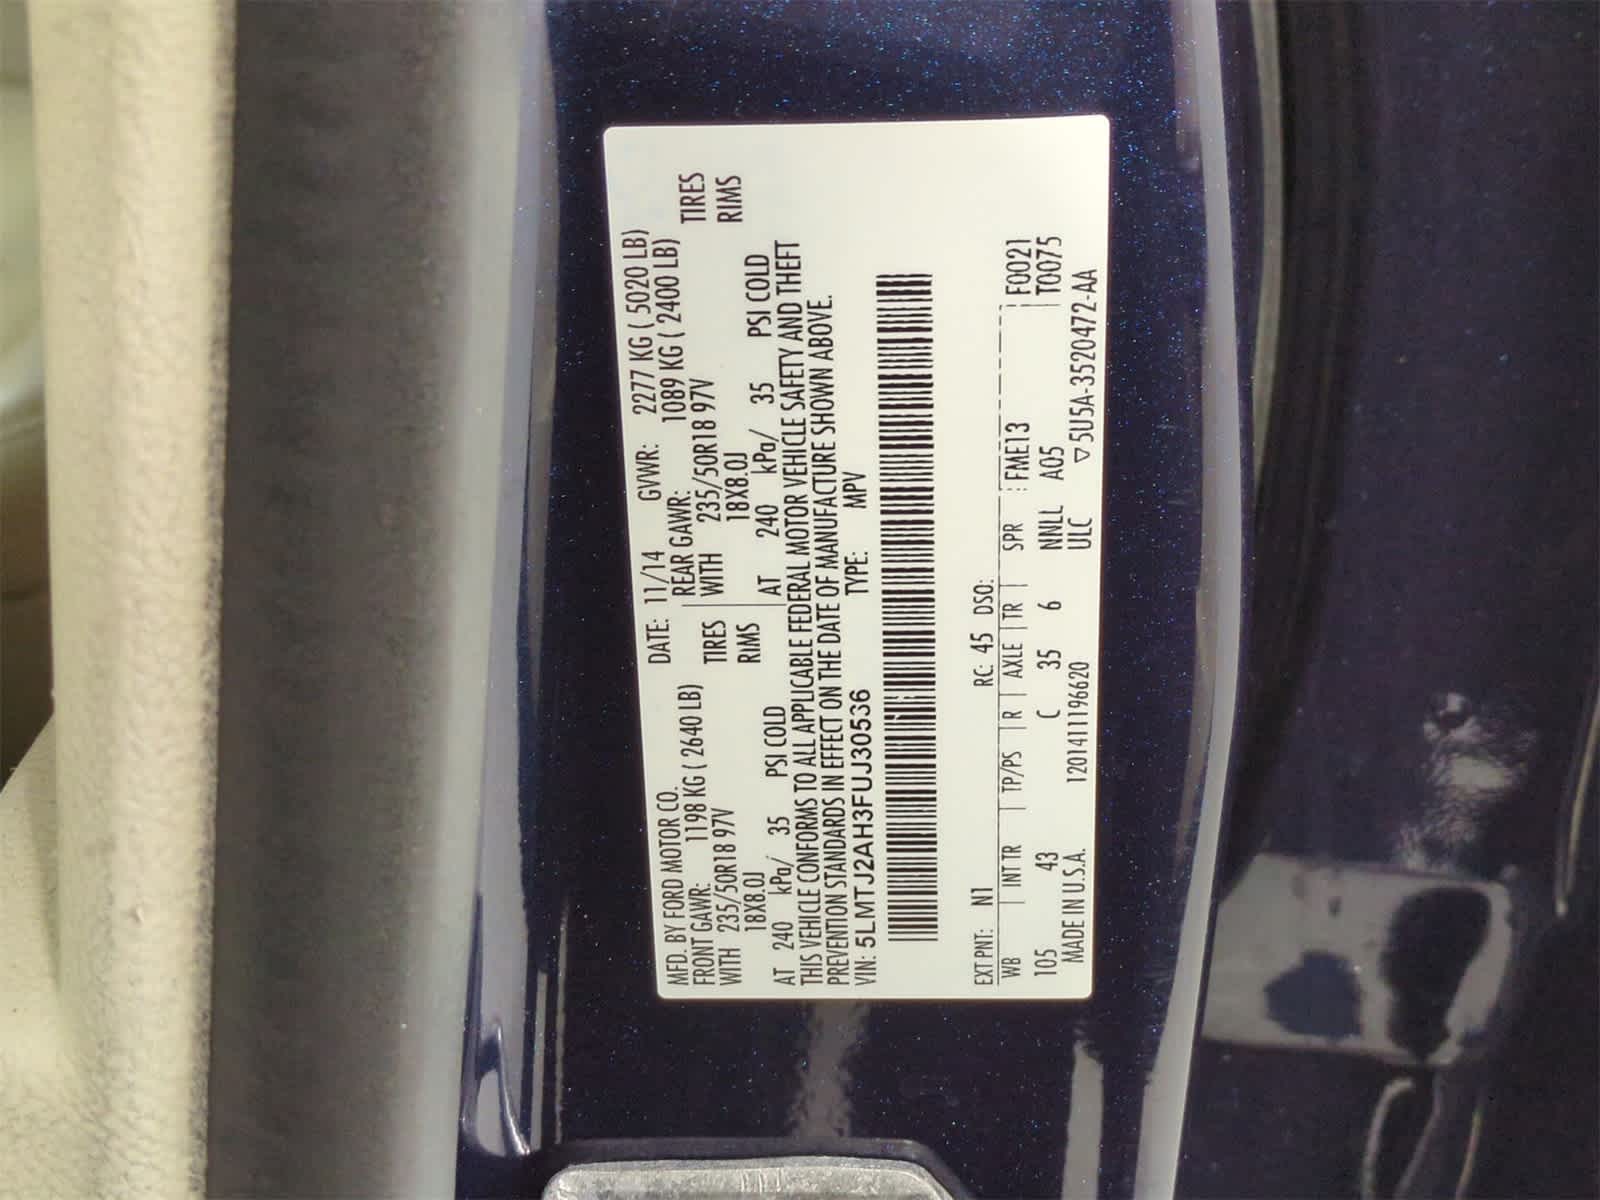 MFD. BY FORD MOTOR CO. DATE: 11/14 GVWR: 2277 KG ( 5020 LB)
FRONT GAWR: 1198 KG ( 2640 LB) REAR GAWR: 1089 KG ( 2400 LB)
WITH 235/50R18 97V TIRES WITH 235/50R18 97V TIRES
18X8.0J RIMS 18X8.0J RIMS
AT 240 kPa/ 35 PSI COLD AT 240 kPa/ 35 PSI COLD
THIS VEHICLE CONFORMS TO ALL APPLICABLE FEDERAL MOTOR VEHICLE SAFETY AND THEFT
PREVENTION STANDARDS IN EFFECT ON THE DATE OF MANUFACTURE SHOWN ABOVE.
VIN: 5LMTJ2AH3FUJ30536 TYPE: MPV
EXT PNT: N1 RC: 45 DSO:
WB | INT TR | TP/PS | R | AXLE | TR | SPR FME13 F0021
105 43 C 35 6 NNLL A05 T0075
MADE IN U.S.A. 120141196620 ULC ▽5U5A-3520472-AA